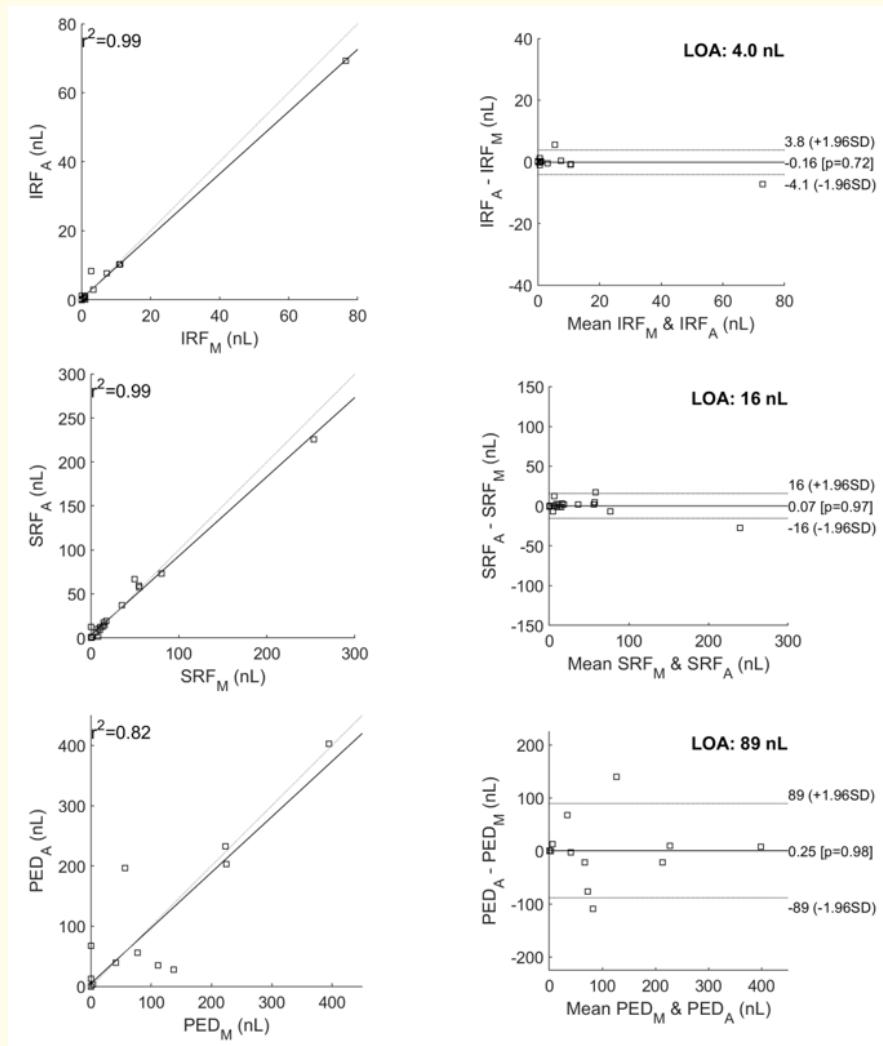 r²=0.99
80
60
40
20
0
0 20 40 60 80
IRF_A (nL)
IRF_M (nL)
LOA: 4.0 nL
40
20
0
-20
-40
0 20 40 60 80
3.8 (+1.96SD)
-0.16 [p=0.72]
-4.1 (-1.96SD)
IRF_A - IRF_M (nL)
Mean IRF_M & IRF_A (nL)
r²=0.99
300
250
200
150
100
50
0
0 100 200 300
SRF_A (nL)
SRF_M (nL)
LOA: 16 nL
150
100
50
0
-50
-100
-150
0 100 200 300
16 (+1.96SD)
0.07 [p=0.97]
-16 (-1.96SD)
SRF_A - SRF_M (nL)
Mean SRF_M & SRF_A (nL)
r²=0.82
400
300
200
100
0
0 100 200 300 400
PED_A (nL)
PED_M (nL)
LOA: 89 nL
200
100
0
-100
-200
0 100 200 300 400
89 (+1.96SD)
0.25 [p=0.98]
-89 (-1.96SD)
PED_A - PED_M (nL)
Mean PED_M & PED_A (nL)